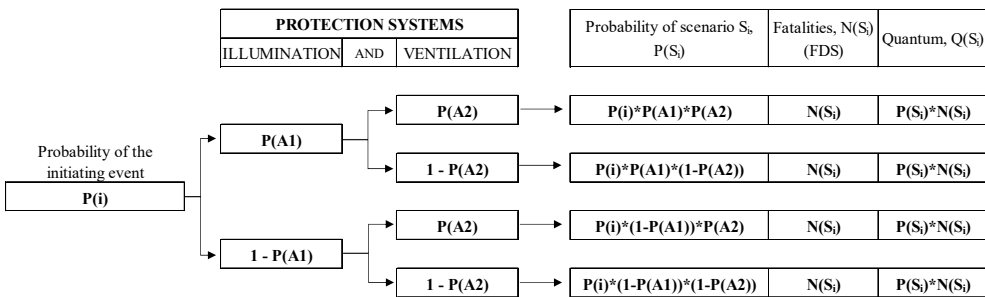 PROTECTION SYSTEMS
ILLUMINATION AND VENTILATION
Probability of scenario Sᵢ,
P(Sᵢ)
Fatalities, N(Sᵢ)
(FDS)
Quantum, Q(Sᵢ)
Probability of the
initiating event
P(i)
P(A1)
1 - P(A1)
P(A2)
1 - P(A2)
P(A2)
1 - P(A2)
P(i)*P(A1)*P(A2) N(Sᵢ) P(Sᵢ)*N(Sᵢ)
P(i)*P(A1)*(1-P(A2)) N(Sᵢ) P(Sᵢ)*N(Sᵢ)
P(i)*(1-P(A1))*P(A2) N(Sᵢ) P(Sᵢ)*N(Sᵢ)
P(i)*(1-P(A1))*(1-P(A2)) N(Sᵢ) P(Sᵢ)*N(Sᵢ)